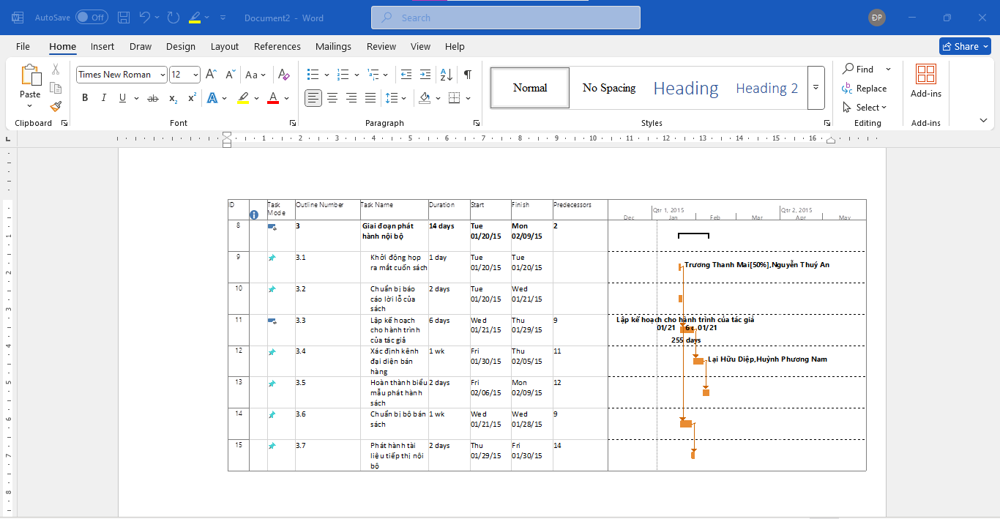 AutoSave Off Document2 - Word Search ĐP
File Home Insert Draw Design Layout References Mailings Review View Help Share
Paste
Clipboard
Times New Roman 12 Aa
B I U ab x₂ x² A A
Font
Paragraph
Normal No Spacing Heading Heading 2
Styles
Find
Replace
Select
Editing
Add-ins
Add-ins
1 2 3 4 5 6 7 8 9 10 11 12 13 14 15 16
1
2
3
4
5
6
7
8
ID Task Mode Outline Number Task Name Duration Start Finish Predecessors
Qtr 1, 2015 Qtr 2, 2015
Dec Jan Feb Mar Apr May
8 3 Giai đoạn phát 14 days Tue Mon 2
hành nội bộ 01/20/15 02/09/15
9 3.1 Khởi động họp 1 day Tue Tue
ra mắt cuốn sách 01/20/15 01/20/15
Trương Thanh Mai[50%],Nguyễn Thuý An
10 3.2 Chuẩn bị báo 2 days Tue Wed
cáo lời lỗ của 01/20/15 01/21/15
sách
11 3.3 Lập kế hoạch 6 days Wed Thu 9
cho hành trình 01/21/15 01/29/15
của tác giả
Lập kế hoạch cho hành trình của tác giả
01/21 01/21
255 days
12 3.4 Xác định kênh 1 wk Fri Thu 11
đại diện bán 01/30/15 02/05/15
hàng
Lại Hữu Diệp,Huỳnh Phương Nam
13 3.5 Hoàn thành biểu 2 days Fri Mon 12
mẫu phát hành 02/06/15 02/09/15
sách
14 3.6 Chuẩn bị bộ bán 1 wk Wed Wed 9
sách 01/21/15 01/28/15
15 3.7 Phát hành tài 2 days Thu Fri 14
liệu tiếp thị nội 01/29/15 01/30/15
bộ